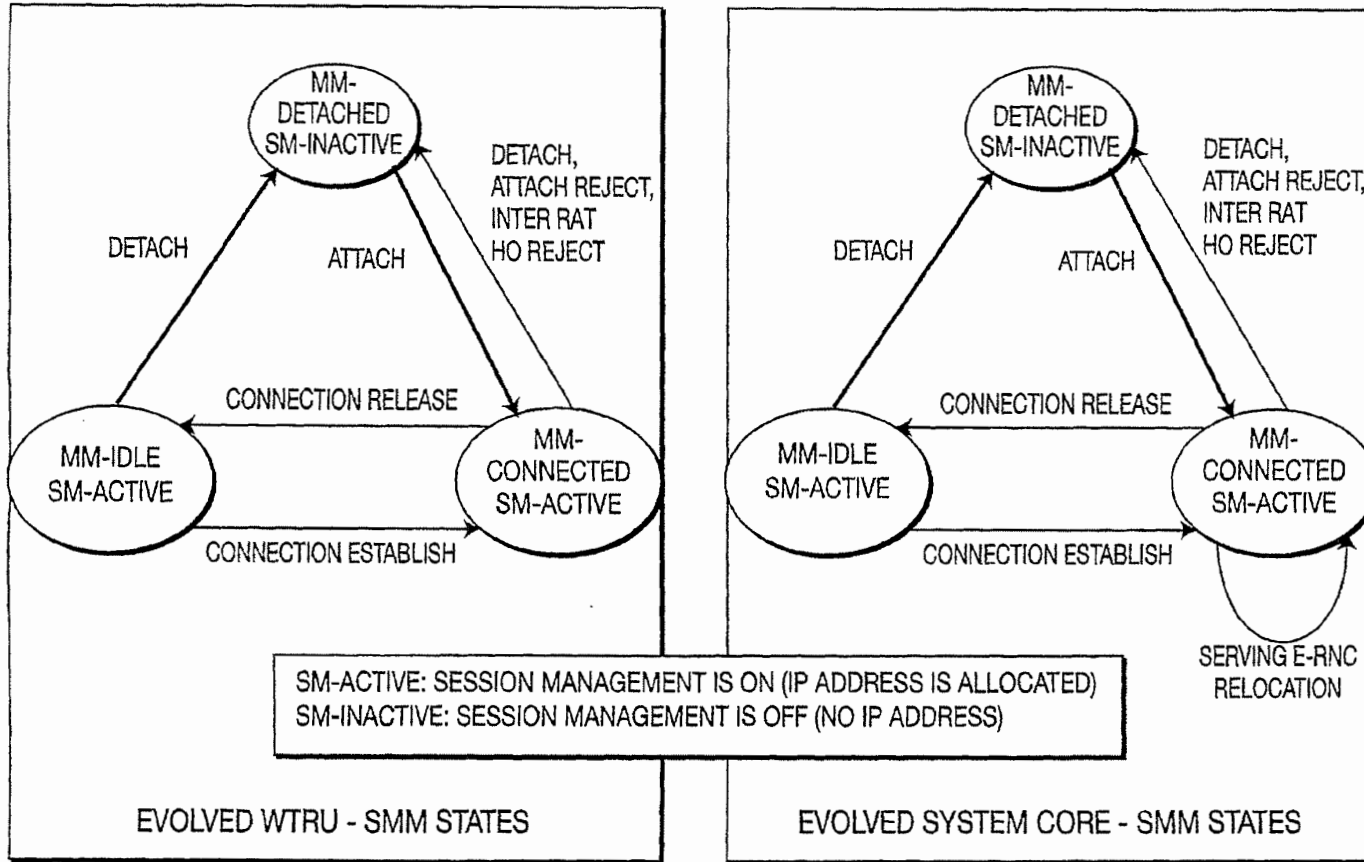 MM-
DETACHED
SM-INACTIVE
DETACH,
ATTACH REJECT,
INTER RAT
HO REJECT
DETACH
ATTACH
CONNECTION RELEASE
MM-IDLE
SM-ACTIVE
MM-
CONNECTED
SM-ACTIVE
CONNECTION ESTABLISH
MM-
DETACHED
SM-INACTIVE
DETACH,
ATTACH REJECT,
INTER RAT
HO REJECT
DETACH
ATTACH
CONNECTION RELEASE
MM-IDLE
SM-ACTIVE
MM-
CONNECTED
SM-ACTIVE
CONNECTION ESTABLISH
SERVING E-RNC
RELOCATION
SM-ACTIVE: SESSION MANAGEMENT IS ON (IP ADDRESS IS ALLOCATED)
SM-INACTIVE: SESSION MANAGEMENT IS OFF (NO IP ADDRESS)
EVOLVED WTRU - SMM STATES
EVOLVED SYSTEM CORE - SMM STATES